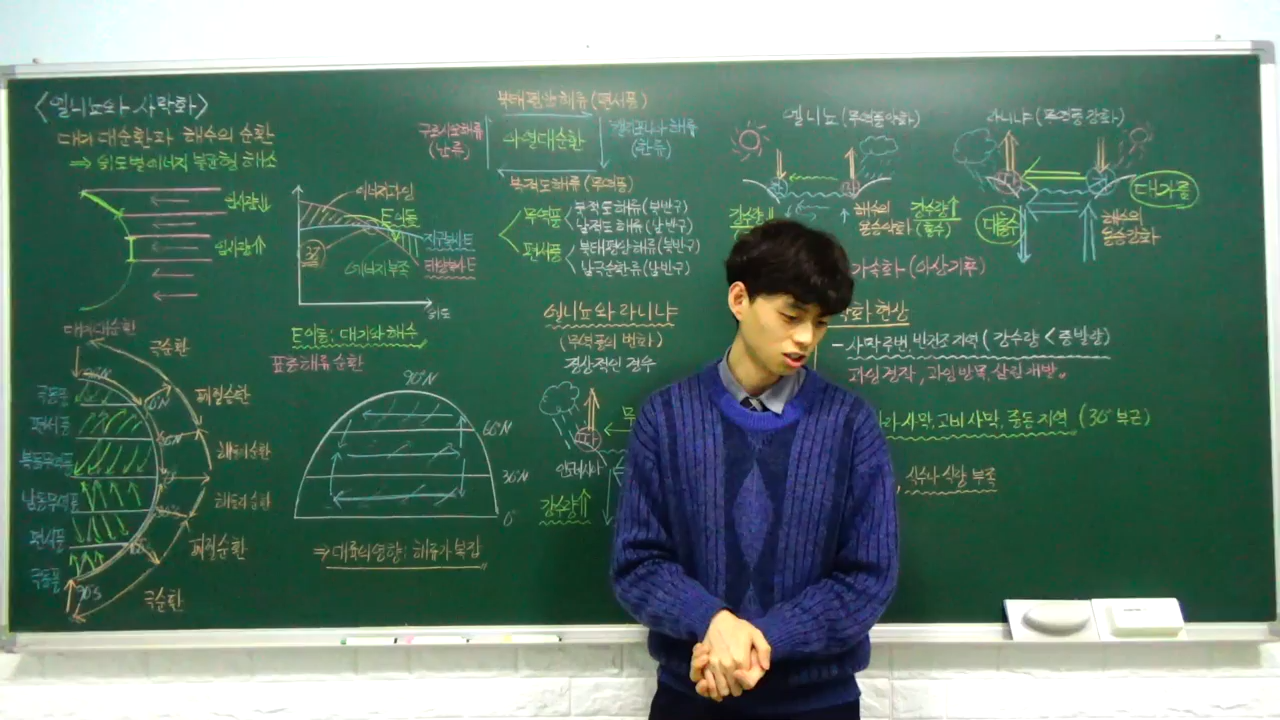 <엘니뇨와 사막화>
대기 대순환과 해수의 순환
⇒ 위도별 에너지 불균형 해소
입사량↓
입사량↑
에너지과잉
E이동
지구복사E
태양복사E
38°
에너지 부족
위도
E이동: 대기와 해수
대기대순환
극순환
페렐순환
해들리순환
해들리순환
페렐순환
극순환
90°N
극동풍
편서풍
북동무역풍
남동무역풍
편서풍
극동풍
90°S
표층해류 순환
90°N
60°N
30°N
0°
⇒ 대륙의 영향: 해류가 복잡
북태평양 해류 (편서풍)
쿠로시오해류
(난류)
아열대순환
캘리포니아 해류
(한류)
북적도해류 (무역풍)
무역풍
북적도 해류 (북반구)
남적도 해류 (남반구)
편서풍
북태평양 해류 (북반구)
남극순환류 (남반구)
엘니뇨와 라니냐
(무역풍의 변화)
정상적인 경우
강수량↑
엘니뇨 (무역풍약화)
강수량↓
해수의
용승약화
강수량↑
(홍수)
라니냐 (무역풍 강화)
대홍수
대가뭄
해수의
용승강화
가속화 (이상기후)
막화 현상
- 사막주변, 반건조 지역 ( 강수량 < 증발량 )
과잉경작, 과잉방목, 삼림개발.
라 사막, 고비 사막, 중동 지역 (30° 부근)
식수나 식량 부족